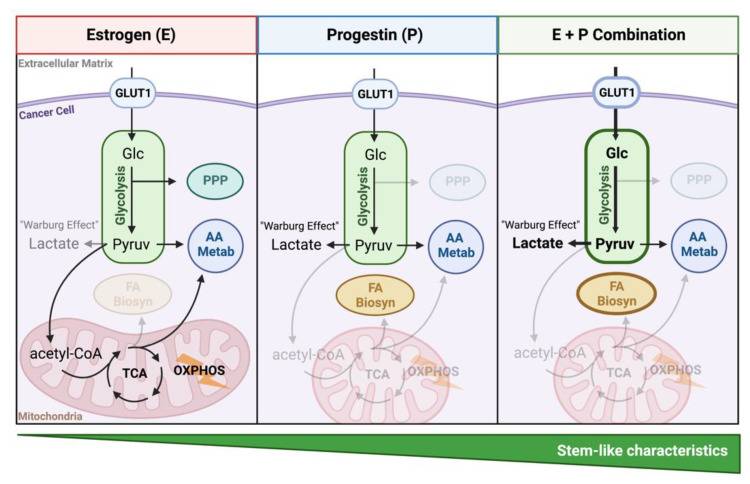 Estrogen (E)
Progestin (P)
E + P Combination
Extracellular Matrix
GLUT1
Cancer Cell
Glc
Glycolysis
PPP
"Warburg Effect"
Lactate
Pyruv
AA
Metab
FA
Biosyn
acetyl-CoA
TCA
OXPHOS
Mitochondria
GLUT1
Glc
Glycolysis
PPP
"Warburg Effect"
Lactate
Pyruv
AA
Metab
FA
Biosyn
acetyl-CoA
TCA
OXPHOS
GLUT1
Glc
Glycolysis
PPP
"Warburg Effect"
Lactate
Pyruv
AA
Metab
FA
Biosyn
acetyl-CoA
TCA
OXPHOS
Stem-like characteristics